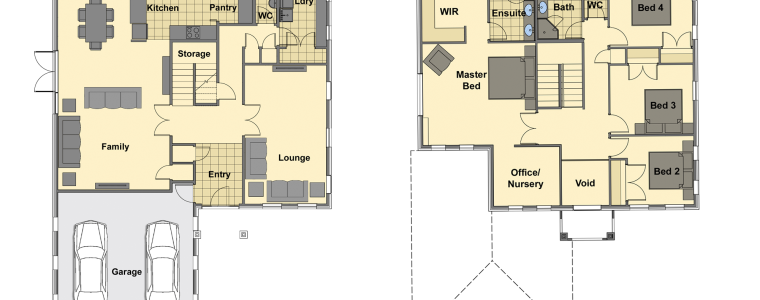 Kitchen
Pantry
WC
Ldry
Storage
Family
Lounge
Entry
Garage
WIR
Ensuite
Bath
WC
Bed 4
Master
Bed
Bed 3
Office/
Nursery
Void
Bed 2